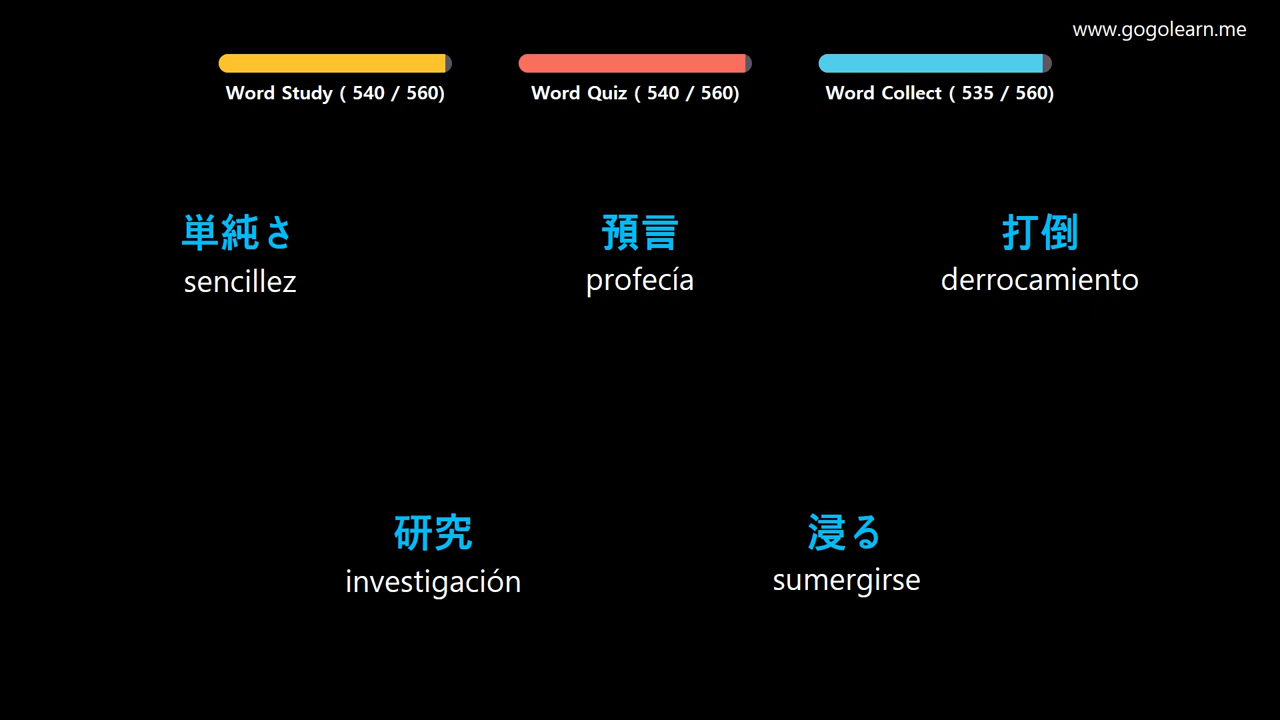 www.gogolearn.me
Word Study ( 540 / 560)
Word Quiz ( 540 / 560)
Word Collect ( 535 / 560)
単純さ
sencillez
預言
profecía
打倒
derrocamiento
研究
investigación
浸る
sumergirse